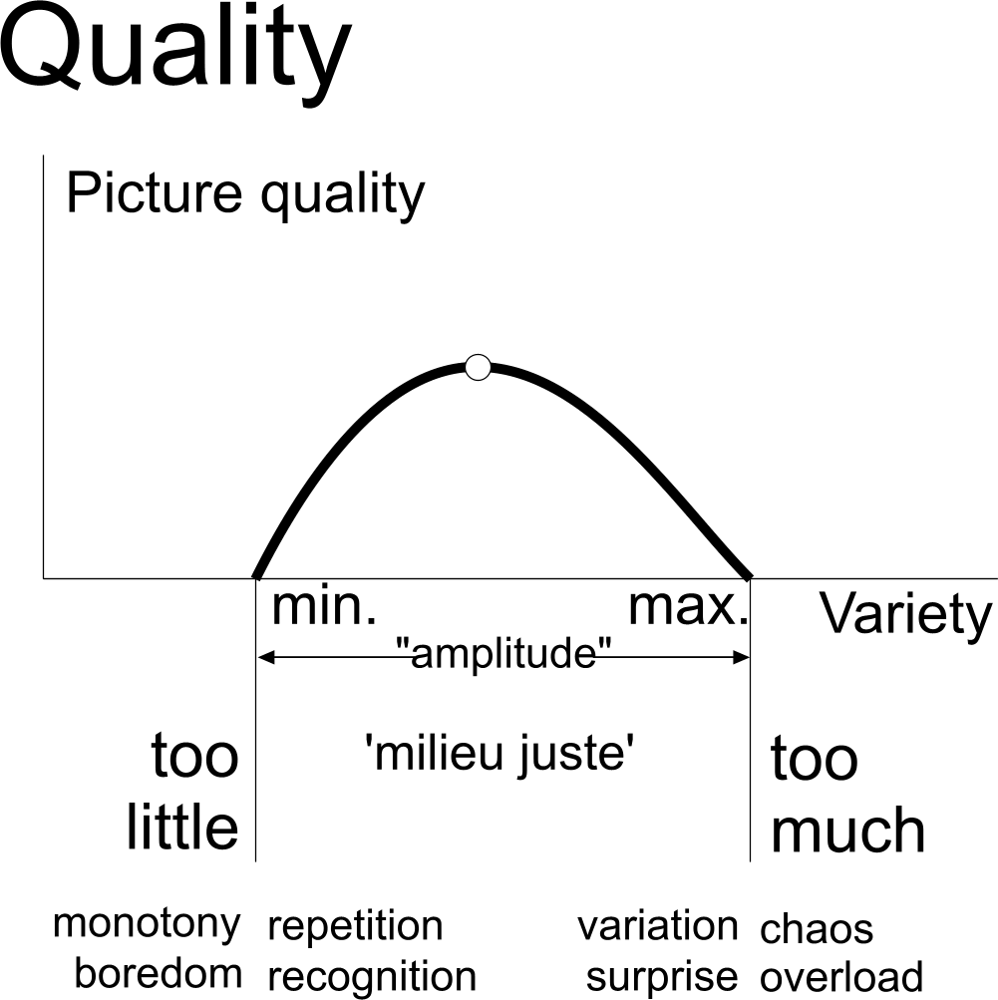 Quality
Picture quality
min. max. Variety
"amplitude"
too little
'milieu juste'
too much
monotony repetition variation chaos
boredom recognition surprise overload